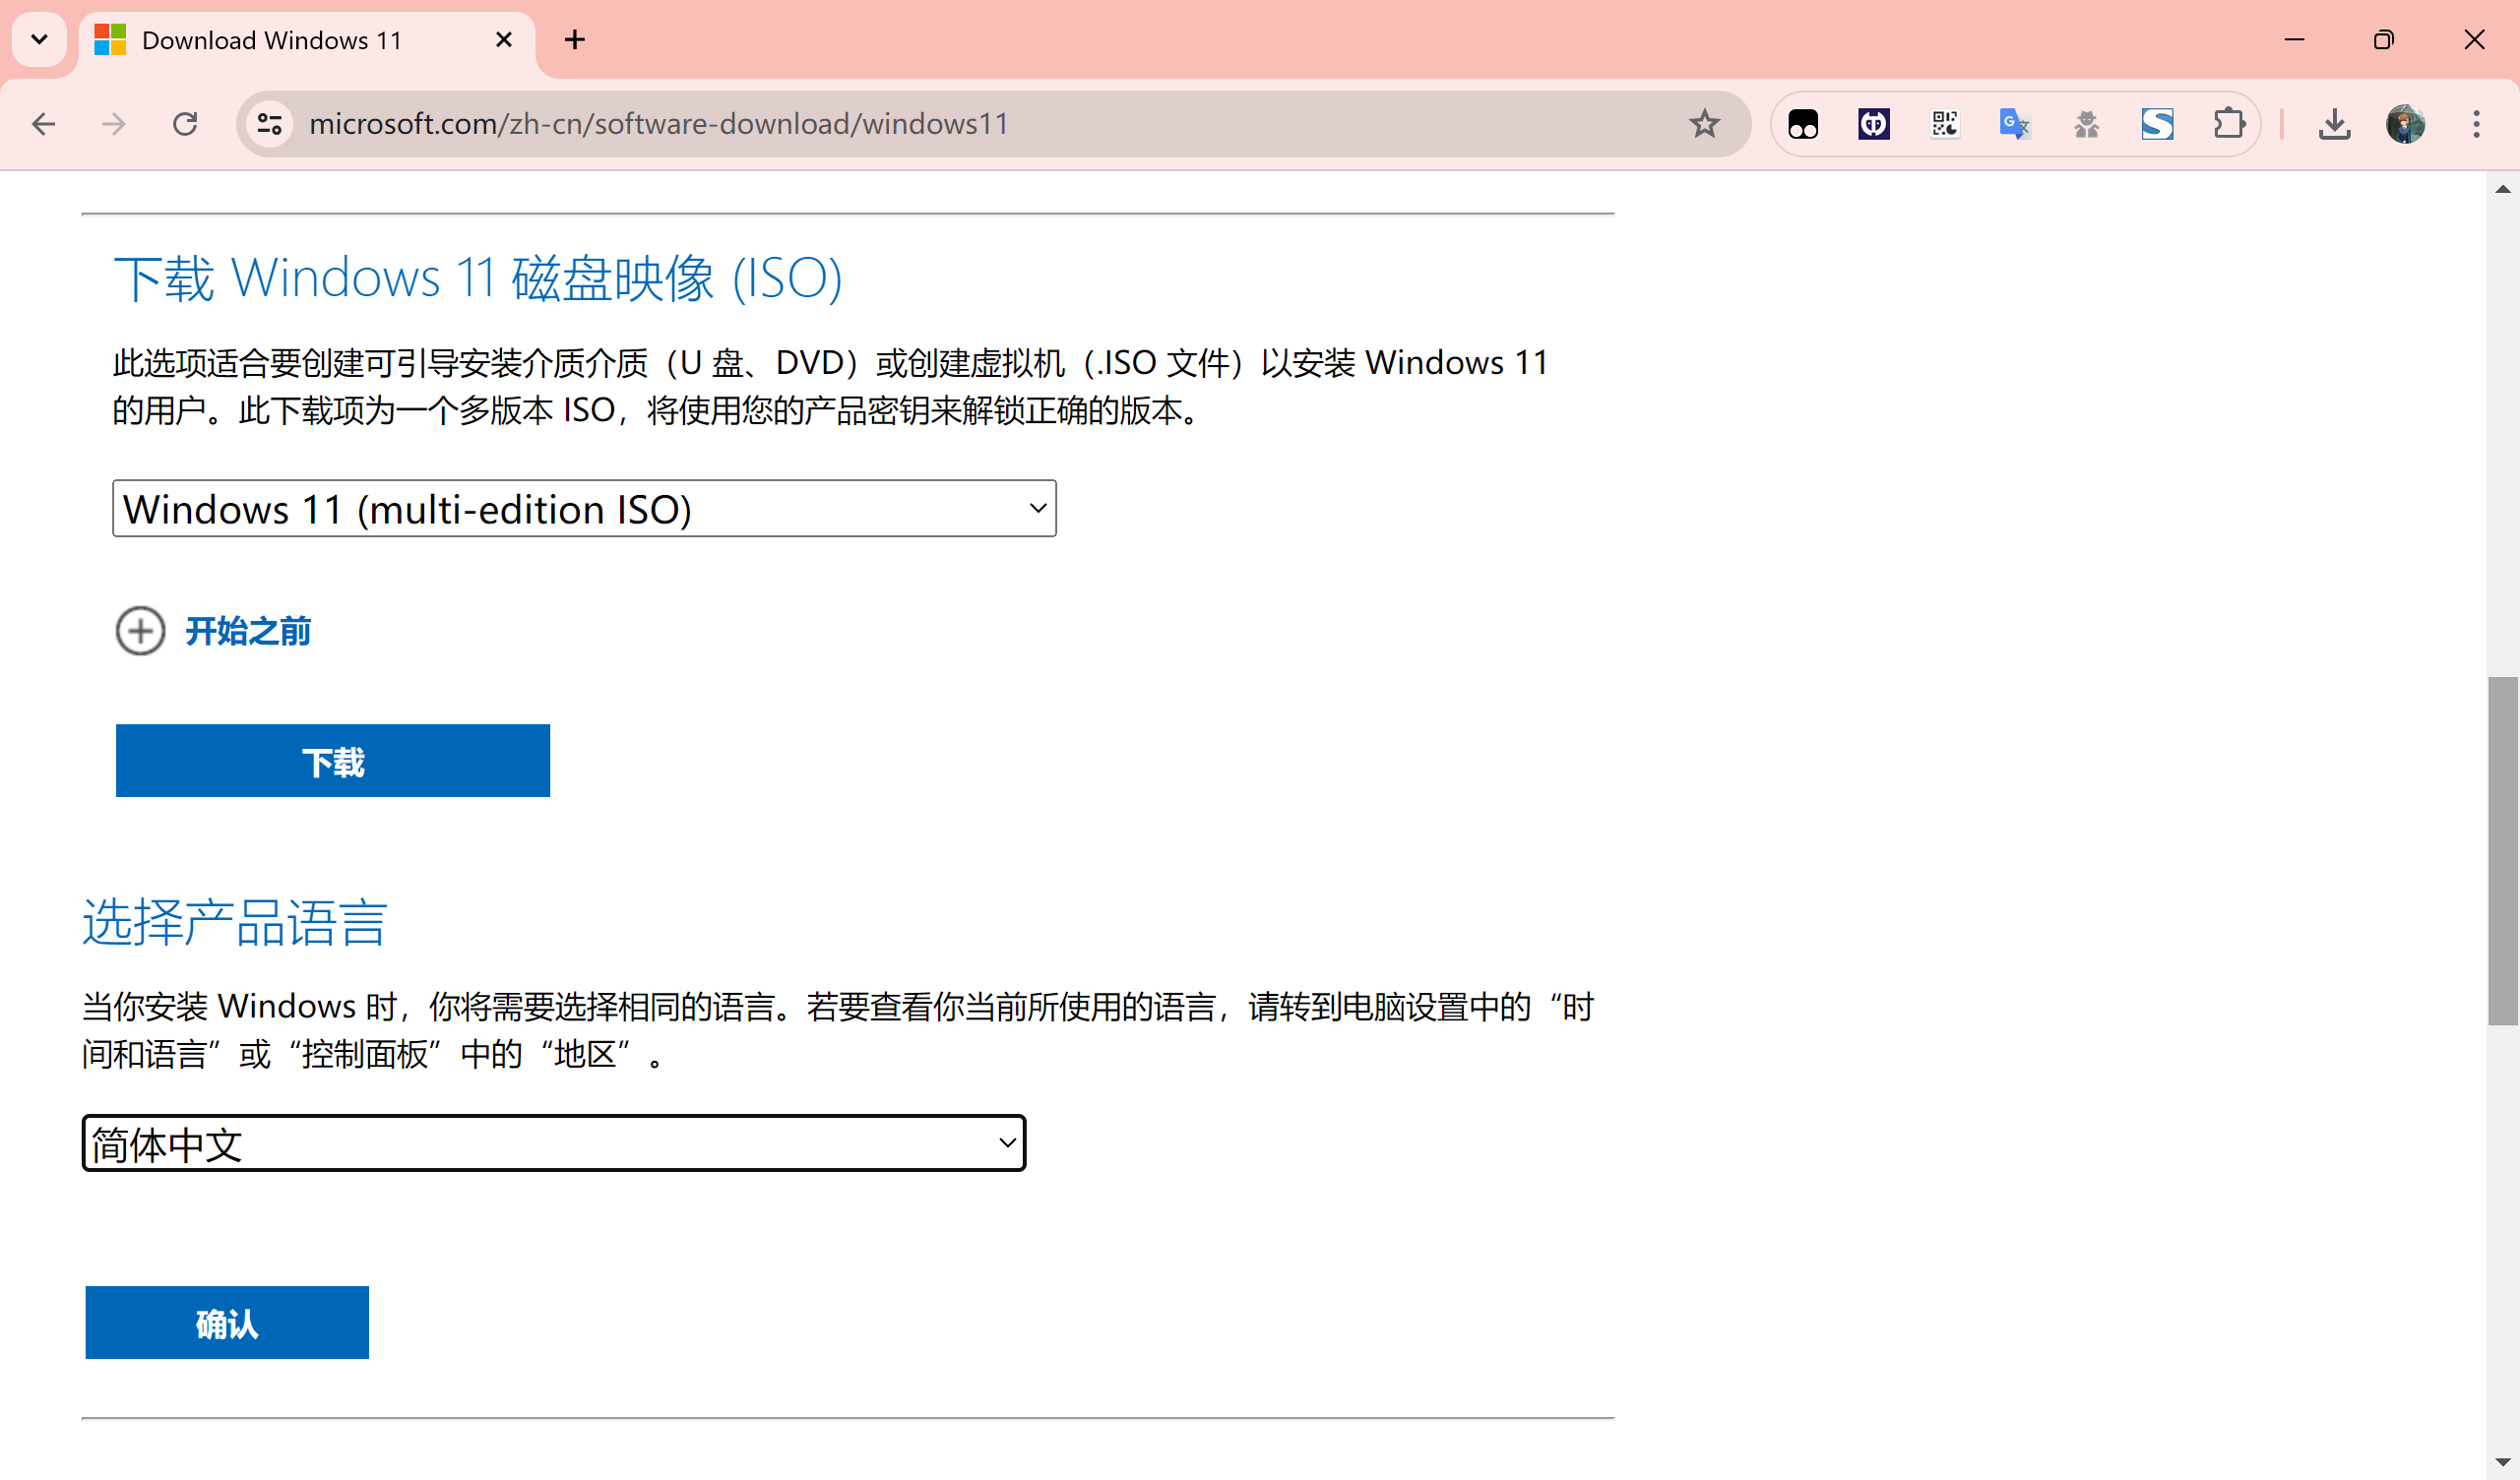 Download Windows 11
microsoft.com/zh-cn/software-download/windows11
下载 Windows 11 磁盘映像 (ISO)
此选项适合要创建可引导安装介质介质（U 盘、DVD）或创建虚拟机（.ISO 文件）以安装 Windows 11
的用户。此下载项为一个多版本 ISO，将使用您的产品密钥来解锁正确的版本。
Windows 11 (multi-edition ISO)
开始之前
下载
选择产品语言
当你安装 Windows 时，你将需要选择相同的语言。若要查看你当前所使用的语言，请转到电脑设置中的“时
间和语言”或“控制面板”中的“地区”。
简体中文
确认